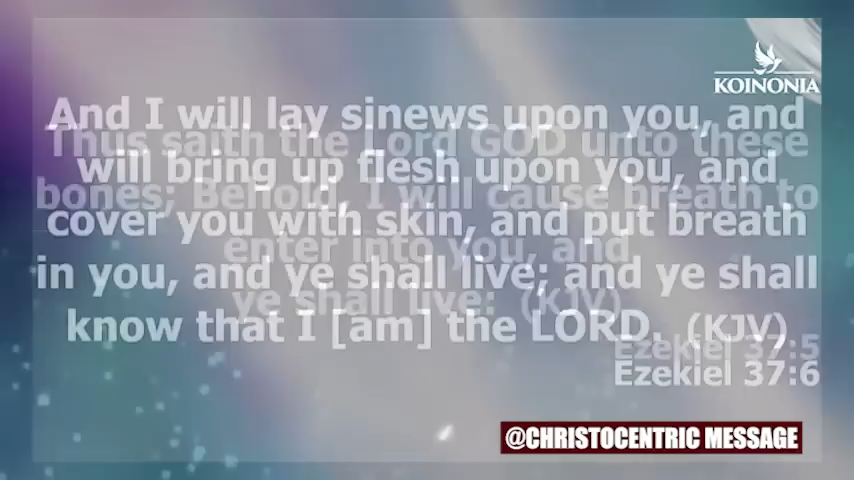 KOINONIA
And I will lay sinews upon you, and
will bring up flesh upon you, and
cover you with skin, and put breath
in you, and ye shall live; and ye shall
know that I [am] the LORD. (KJV)
Ezekiel 37:6
Thus saith the Lord GOD unto these
bones; Behold, I will cause breath to
enter into you, and
ye shall live: (KJV)
Ezekiel 37:5
@CHRISTOCENTRIC MESSAGE